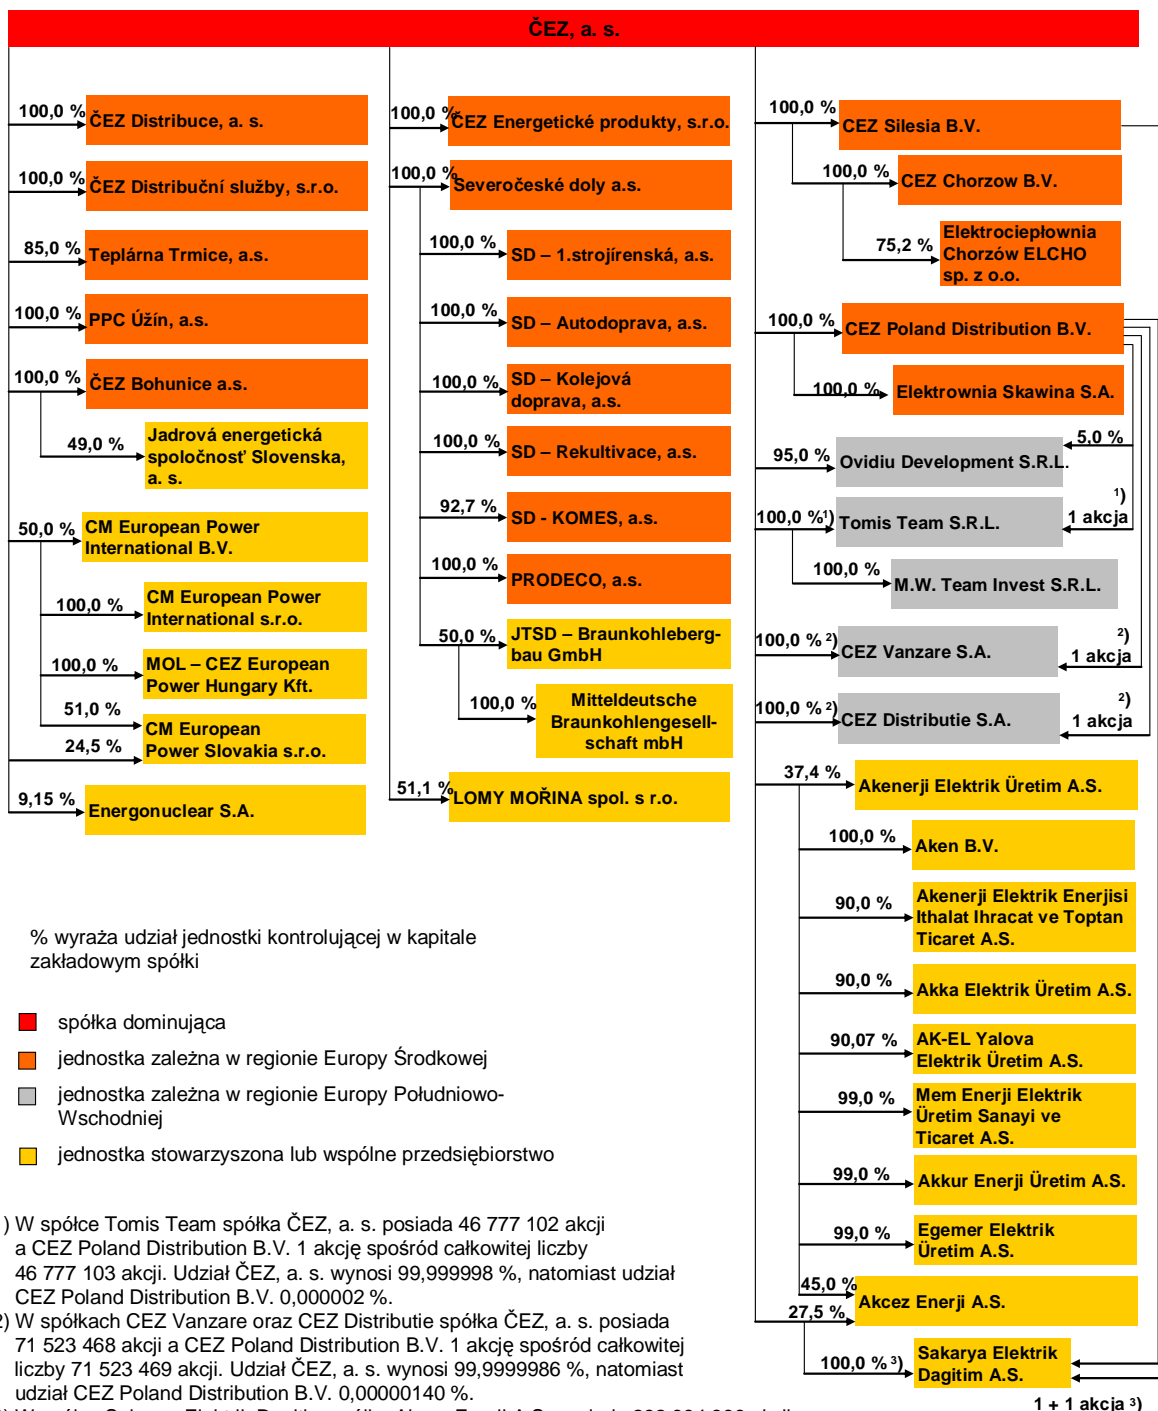 ČEZ, a. s.
100,0 %
ČEZ Distribuce, a. s.
100,0 %
ČEZ Distribuční služby, s.r.o.
85,0 %
Teplárna Trmice, a.s.
100,0 %
PPC Úžín, a.s.
100,0 %
ČEZ Bohunice a.s.
49,0 %
Jadrová energetická
spoločnosť Slovenska,
a. s.
50,0 %
CM European Power
International B.V.
100,0 %
CM European Power
International s.r.o.
100,0 %
MOL – CEZ European
Power Hungary Kft.
51,0 %
CM European
Power Slovakia s.r.o.
24,5 %
9,15 %
Energonuclear S.A.
100,0 %
ČEZ Energetické produkty, s.r.o.
100,0 %
Severočeské doly a.s.
100,0 %
SD – 1.strojírenská, a.s.
100,0 %
SD – Autodoprava, a.s.
100,0 %
SD – Kolejová
doprava, a.s.
100,0 %
SD – Rekultivace, a.s.
92,7 %
SD - KOMES, a.s.
100,0 %
PRODECO, a.s.
50,0 %
JTSD – Braunkohleberg-
bau GmbH
100,0 %
Mitteldeutsche
Braunkohlengesell-
schaft mbH
51,1 %
LOMY MOŘINA spol. s r.o.
100,0 %
CEZ Silesia B.V.
100,0 %
CEZ Chorzow B.V.
75,2 %
Elektrociepłownia
Chorzów ELCHO
sp. z o.o.
100,0 %
CEZ Poland Distribution B.V.
100,0 %
Elektrownia Skawina S.A.
5,0 %
95,0 %
Ovidiu Development S.R.L.
100,0 %1)
Tomis Team S.R.L.
1)
1 akcja
100,0 %
M.W. Team Invest S.R.L.
100,0 % 2)
CEZ Vanzare S.A.
2)
1 akcja
100,0 % 2)
CEZ Distributie S.A.
2)
1 akcja
37,4 %
Akenerji Elektrik Üretim A.S.
100,0 %
Aken B.V.
90,0 %
Akenerji Elektrik Enerjisi
Ithalat Ihracat ve Toptan
Ticaret A.S.
90,0 %
Akka Elektrik Üretim A.S.
90,07 %
AK-EL Yalova
Elektrik Üretim A.S.
99,0 %
Mem Enerji Elektrik
Üretim Sanayi ve
Ticaret A.S.
99,0 %
Akkur Enerji Üretim A.S.
99,0 %
Egemer Elektrik
Üretim A.S.
45,0 %
Akcez Enerji A.S.
27,5 %
100,0 % 3)
Sakarya Elektrik
Dagitim A.S.
1 + 1 akcja 3)
% wyraża udział jednostki kontrolującej w kapitale
zakładowym spółki
spółka dominująca
jednostka zależna w regionie Europy Środkowej
jednostka zależna w regionie Europy Południowo-
Wschodniej
jednostka stowarzyszona lub wspólne przedsiębiorstwo
) W spółce Tomis Team spółka ČEZ, a. s. posiada 46 777 102 akcji
a CEZ Poland Distribution B.V. 1 akcję spośród całkowitej liczby
46 777 103 akcji. Udział ČEZ, a. s. wynosi 99,999998 %, natomiast udział
CEZ Poland Distribution B.V. 0,000002 %.
2) W spółkach CEZ Vanzare oraz CEZ Distributie spółka ČEZ, a. s. posiada
71 523 468 akcji a CEZ Poland Distribution B.V. 1 akcję spośród całkowitej
liczby 71 523 469 akcji. Udział ČEZ, a. s. wynosi 99,9999986 %, natomiast
udział CEZ Poland Distribution B.V. 0,00000140 %.